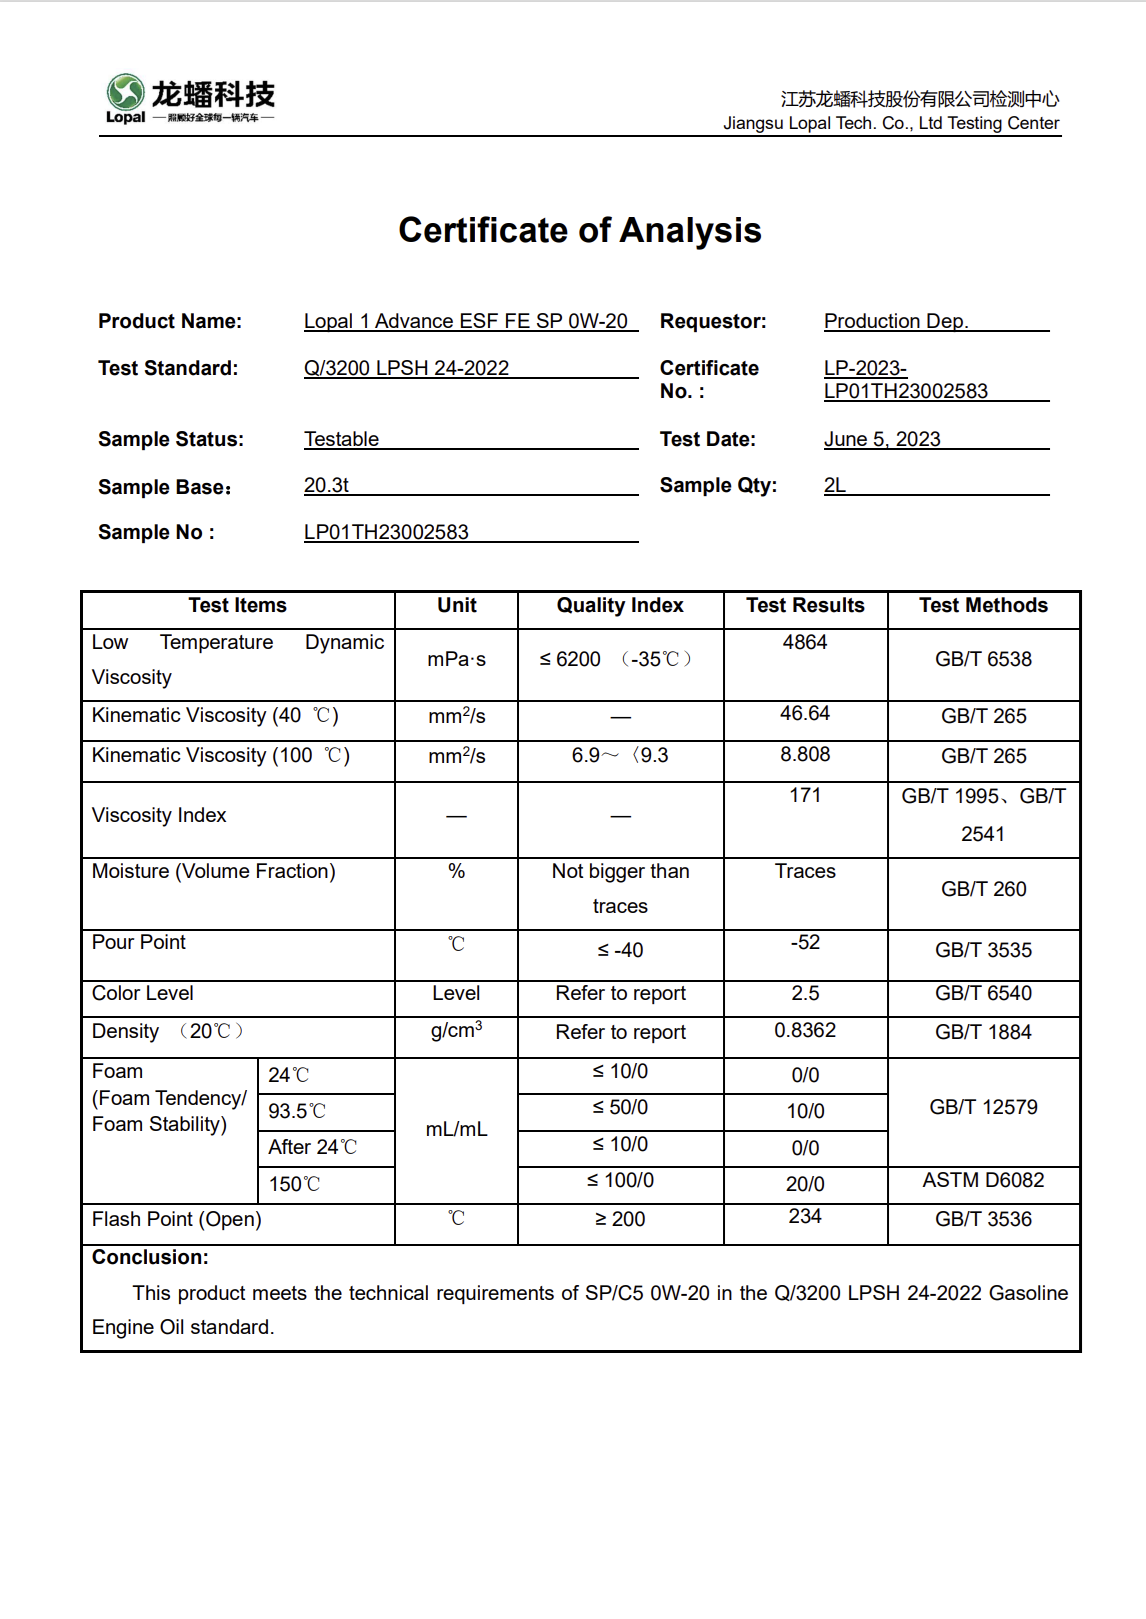 龙蟠科技
Lopal
照顾好全球每一辆汽车
江苏龙蟠科技股份有限公司检测中心
Jiangsu Lopal Tech. Co., Ltd Testing Center
Certificate of Analysis
Product Name: Lopal 1 Advance ESF FE SP 0W-20 Requestor: Production Dep.
Test Standard: Q/3200 LPSH 24-2022 Certificate LP-2023-
No. : LP01TH23002583
Sample Status: Testable Test Date: June 5, 2023
Sample Base: 20.3t Sample Qty: 2L
Sample No : LP01TH23002583
Test Items Unit Quality Index Test Results Test Methods
Low Temperature Dynamic
Viscosity mPa·s ≤ 6200 （-35℃） 4864 GB/T 6538
Kinematic Viscosity (40 ℃) mm²/s — 46.64 GB/T 265
Kinematic Viscosity (100 ℃) mm²/s 6.9～〈9.3 8.808 GB/T 265
Viscosity Index — — 171 GB/T 1995、GB/T
2541
Moisture (Volume Fraction) % Not bigger than
traces Traces GB/T 260
Pour Point ℃ ≤ -40 -52 GB/T 3535
Color Level Level Refer to report 2.5 GB/T 6540
Density （20℃） g/cm³ Refer to report 0.8362 GB/T 1884
Foam
(Foam Tendency/
Foam Stability)
24℃ mL/mL ≤ 10/0 0/0 GB/T 12579
93.5℃ ≤ 50/0 10/0
After 24℃ ≤ 10/0 0/0
150℃ ≤ 100/0 20/0 ASTM D6082
Flash Point (Open) ℃ ≥ 200 234 GB/T 3536
Conclusion:
This product meets the technical requirements of SP/C5 0W-20 in the Q/3200 LPSH 24-2022 Gasoline
Engine Oil standard.